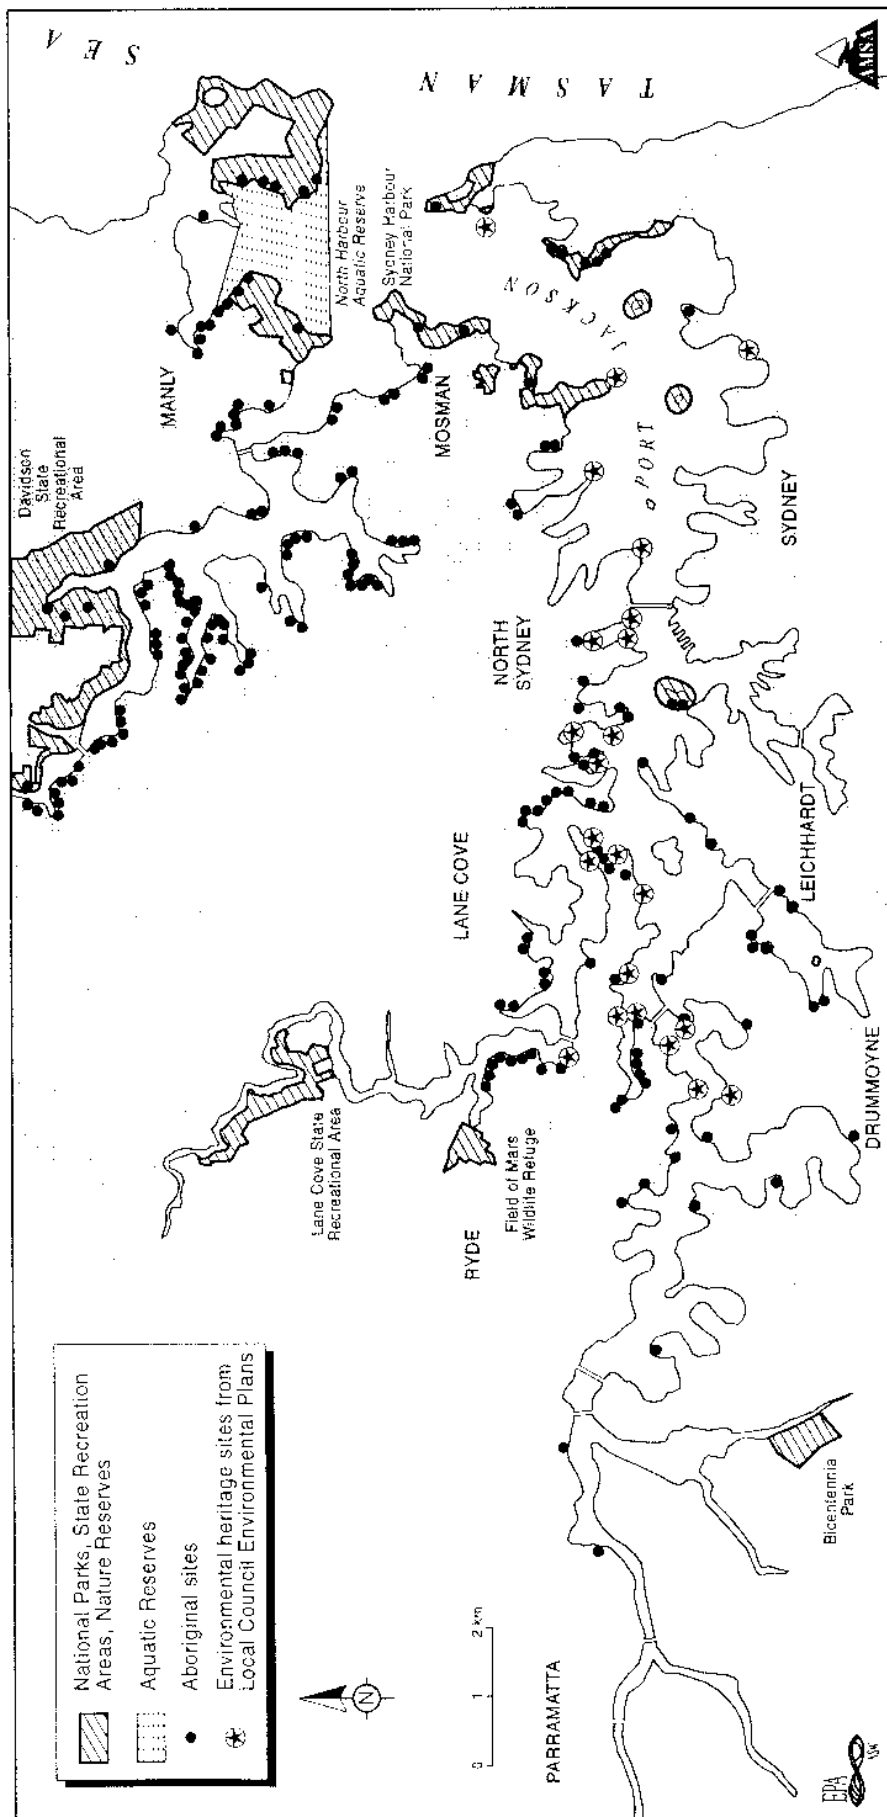 National Parks, State Recreation
Areas, Nature Reserves
Aquatic Reserves
Aboriginal sites
Environmental heritage sites from
Local Council Environmental Plans
N
0 1 2 km
PARRAMATTA
EPA
NSW
Bicentennia
Park
RYDE
Field of Mars
Wildlife Refuge
Lane Cove State
Recreational Area
DRUMMOYNE
LANE COVE
LEICHHARDT
NORTH
SYDNEY
SYDNEY
Davidson
State
Recreational
Area
MANLY
MOSMAN
PORT
JACKSON
North Harbour
Aquatic Reserve
Sydney Harbour
National Park
TASMAN
SEA